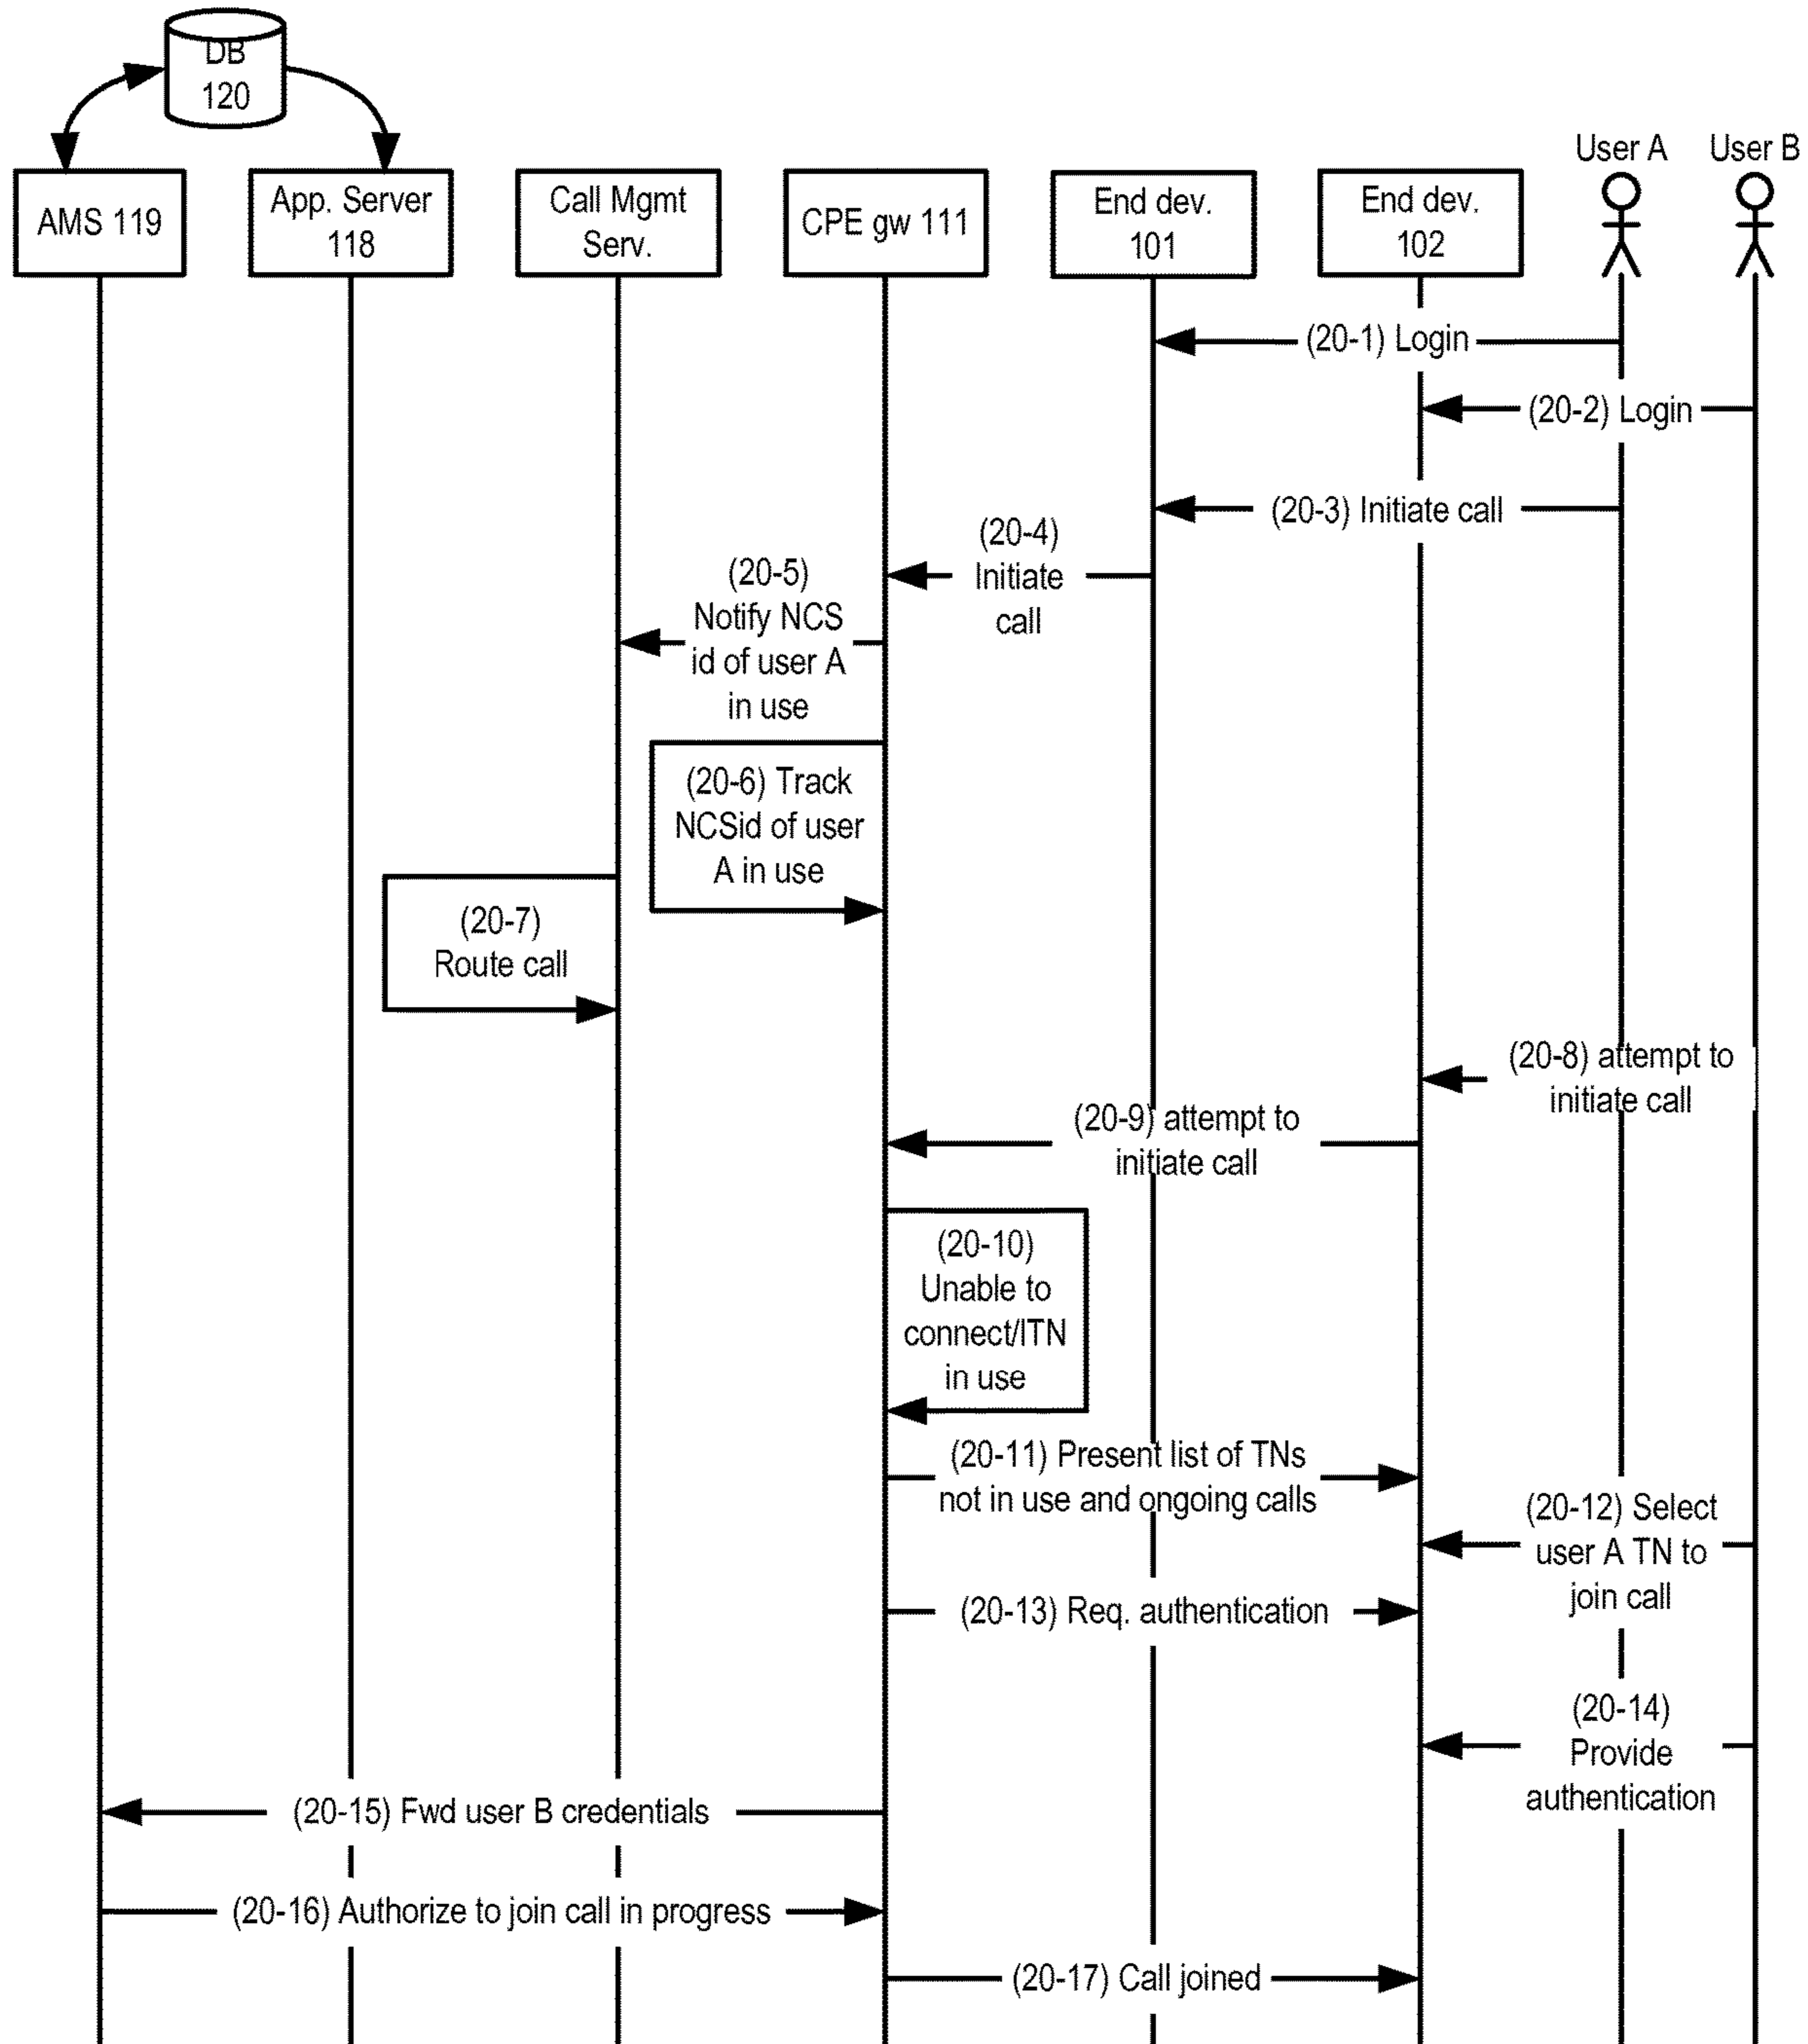 DB
120
User A
User B
AMS 119
App. Server
118
Call Mgmt
Serv.
CPE gw 111
End dev.
101
End dev.
102
(20-1) Login
(20-2) Login
(20-3) Initiate call
(20-4)
Initiate
call
(20-5)
Notify NCS
id of user A
in use
(20-6) Track
NCSid of user
A in use
(20-7)
Route call
(20-8) attempt to
initiate call
(20-9) attempt to
initiate call
(20-10)
Unable to
connect/ITN
in use
(20-11) Present list of TNs
not in use and ongoing calls
(20-12) Select
user A TN to
join call
(20-13) Req. authentication
(20-14)
Provide
authentication
(20-15) Fwd user B credentials
(20-16) Authorize to join call in progress
(20-17) Call joined